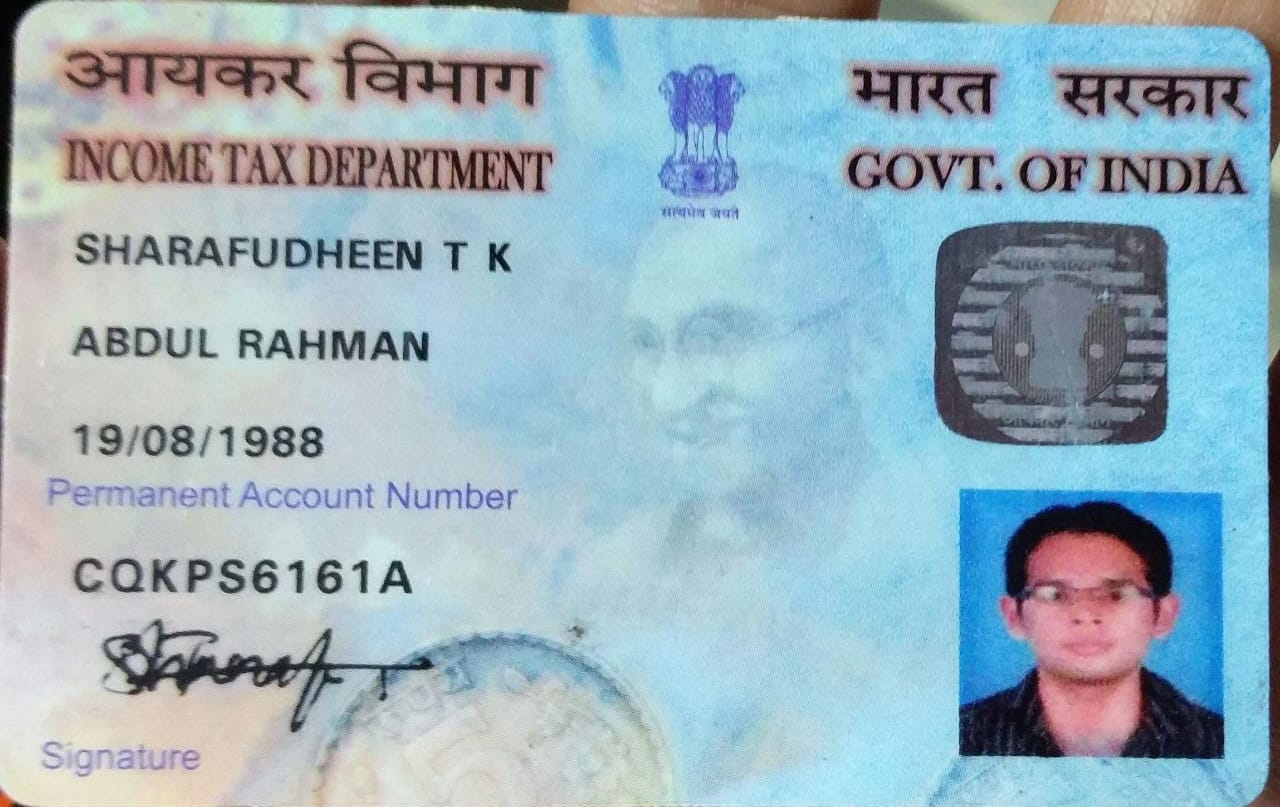 आयकर विभाग
INCOME TAX DEPARTMENT
भारत सरकार
GOVT. OF INDIA
सत्यमेव जयते
SHARAFUDHEEN T K
ABDUL RAHMAN
19/08/1988
Permanent Account Number
CQKPS6161A
Signature